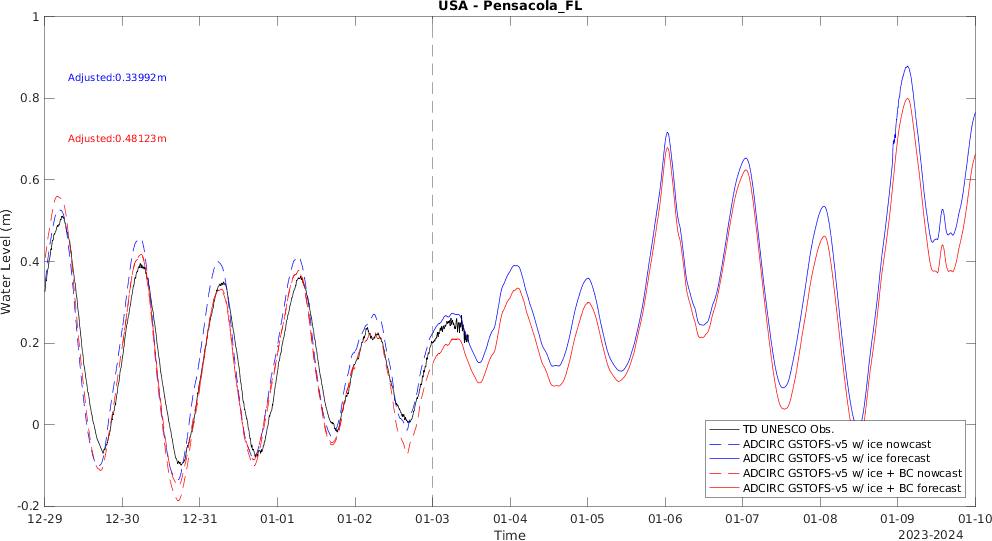 USA - Pensacola_FL
Adjusted:0.33992m
Adjusted:0.48123m
Water Level (m)
1
0.8
0.6
0.4
0.2
0
-0.2
TD UNESCO Obs.
ADCIRC GSTOFS-v5 w/ ice nowcast
ADCIRC GSTOFS-v5 w/ ice forecast
ADCIRC GSTOFS-v5 w/ ice + BC nowcast
ADCIRC GSTOFS-v5 w/ ice + BC forecast
12-29 12-30 12-31 01-01 01-02 01-03 01-04 01-05 01-06 01-07 01-08 01-09 01-10
Time
2023-2024